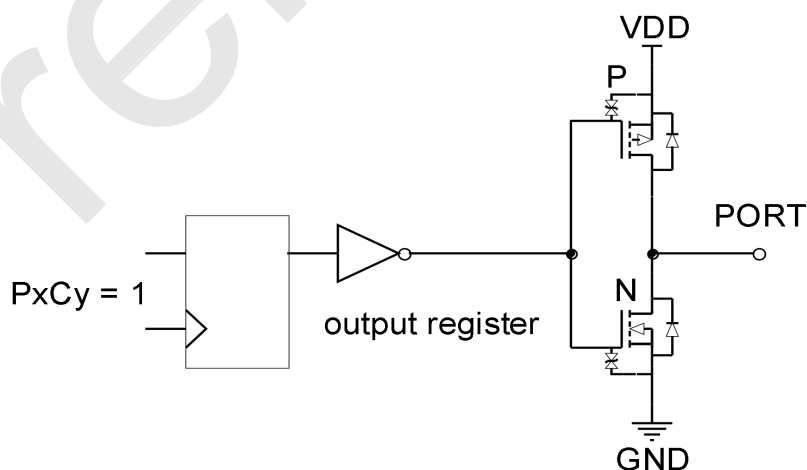 VDD
P
PORT
PxCy = 1
N
output register
GND